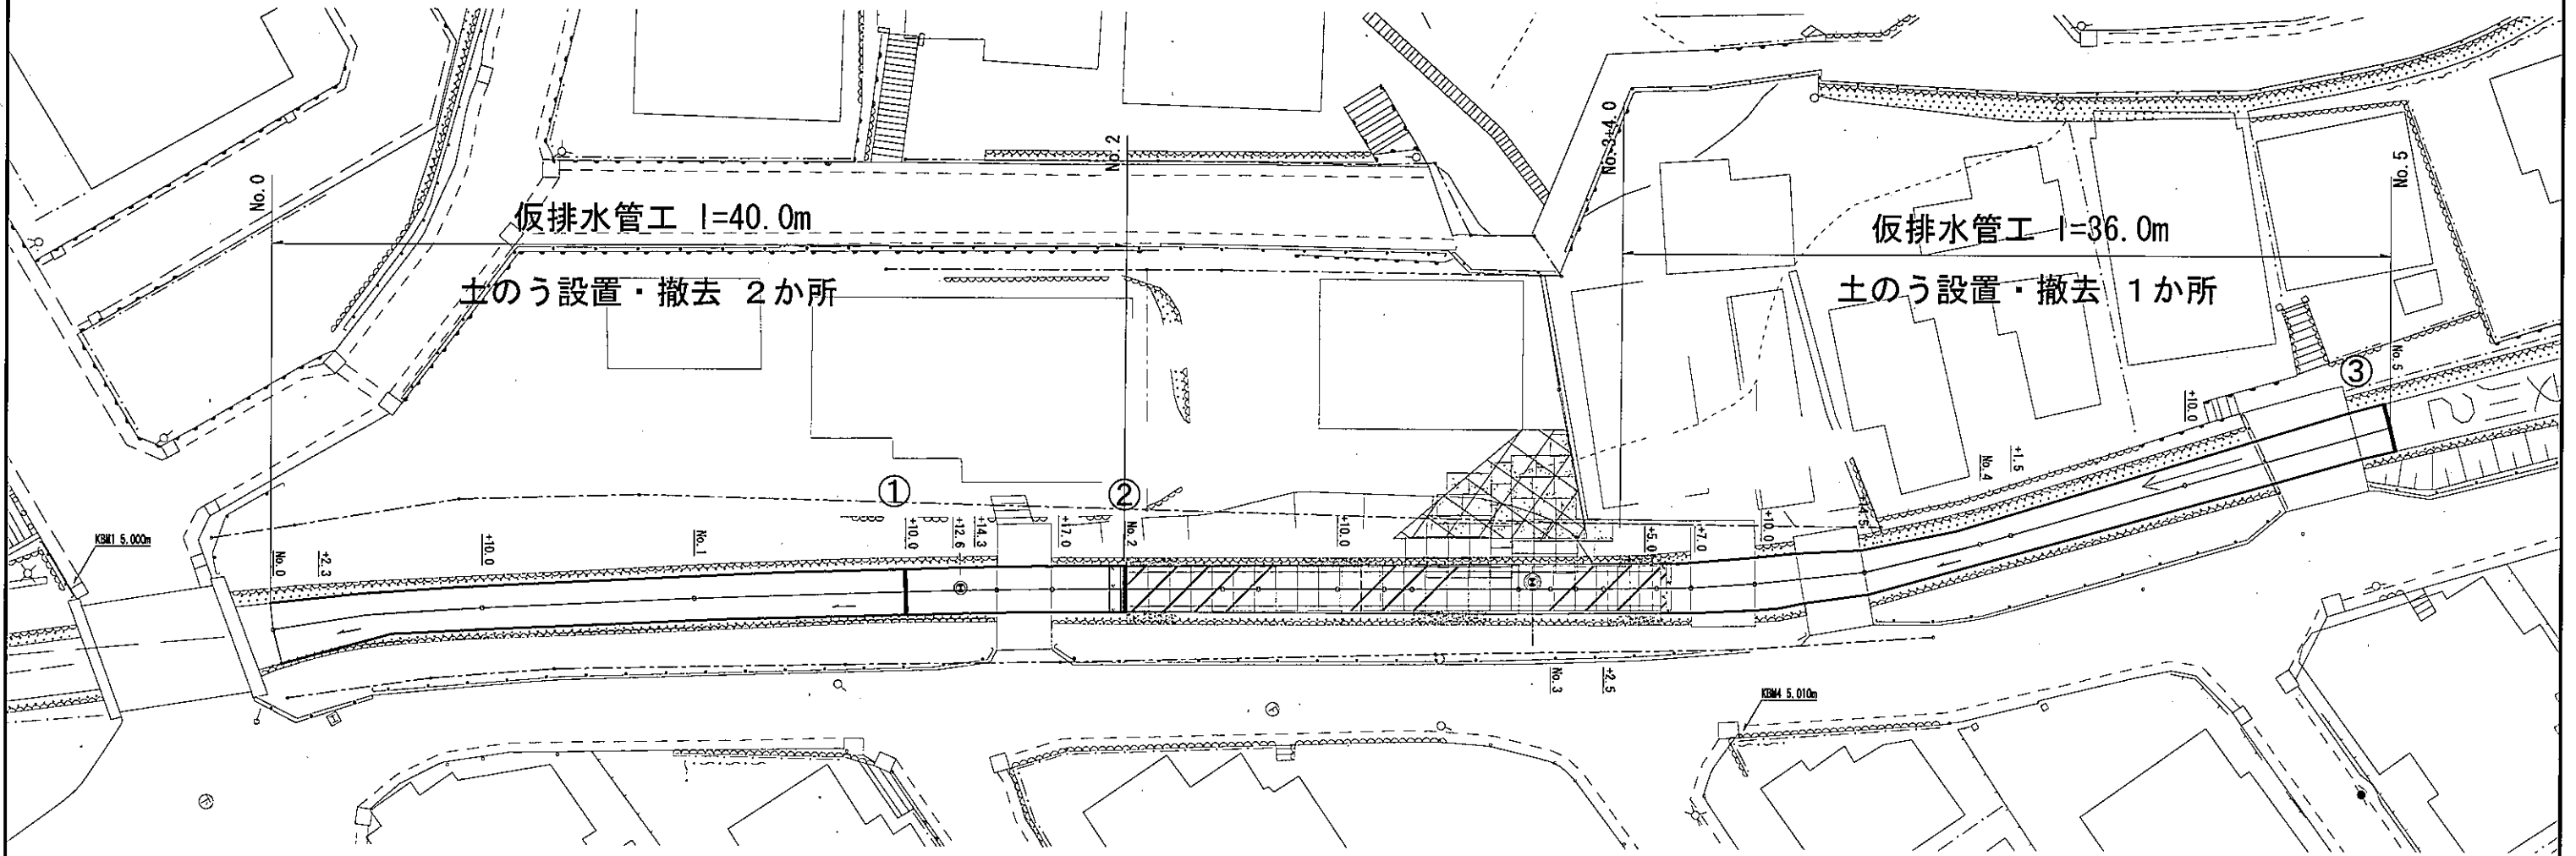 No.0
No.2
No.3+4.0
No.5
仮排水管工 l=40.0m
土のう設置・撤去 2か所
仮排水管工 l=36.0m
土のう設置・撤去 1か所
①
②
③
KBM1 5.000m
No.0
+2.3
+10.0
No.1
+10.0
+12.6
+14.3
+17.0
No.2
+10.0
No.3
+2.5
+5.0
+7.0
+10.0
+14.5
No.4
+1.5
+10.0
No.5
KBM4 5.010m